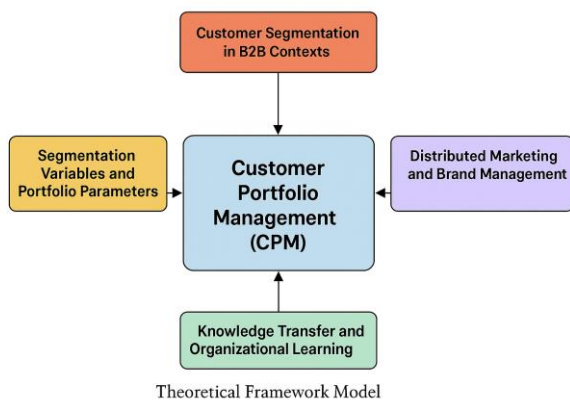 Customer Segmentation
in B2B Contexts
Segmentation
Variables and
Portfolio Parameters
Customer
Portfolio
Management
(CPM)
Distributed Marketing
and Brand Management
Knowledge Transfer and
Organizational Learning
Theoretical Framework Model